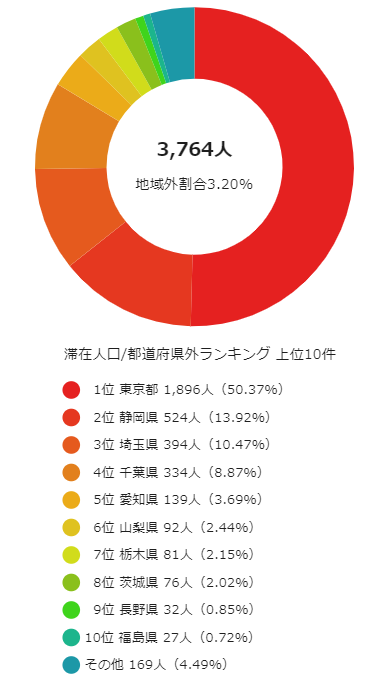 3,764人
地域外割合3.20%
滞在人口/都道府県外ランキング 上位10件
1位 東京都 1,896人（50.37%）
2位 静岡県 524人（13.92%）
3位 埼玉県 394人（10.47%）
4位 千葉県 334人（8.87%）
5位 愛知県 139人（3.69%）
6位 山梨県 92人（2.44%）
7位 栃木県 81人（2.15%）
8位 茨城県 76人（2.02%）
9位 長野県 32人（0.85%）
10位 福島県 27人（0.72%）
その他 169人（4.49%）